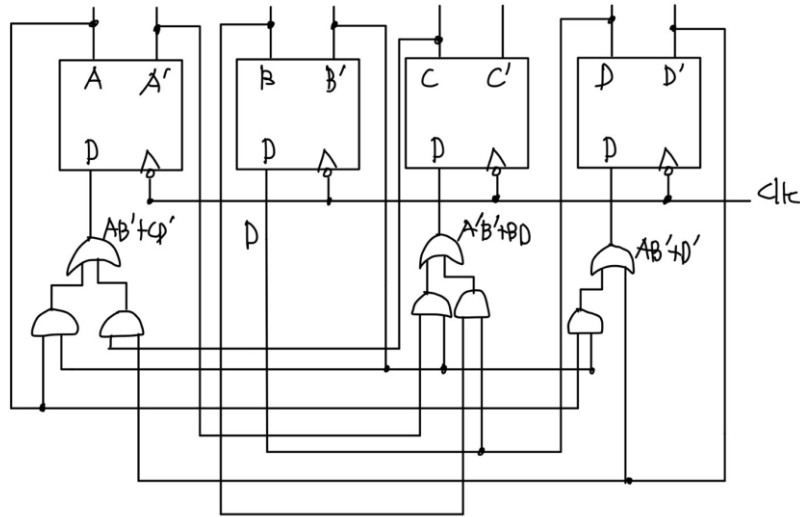 A A' B B' C C' D D'
D D D D
Clk
AB'+CD' D A'B'+BD AB'+D'